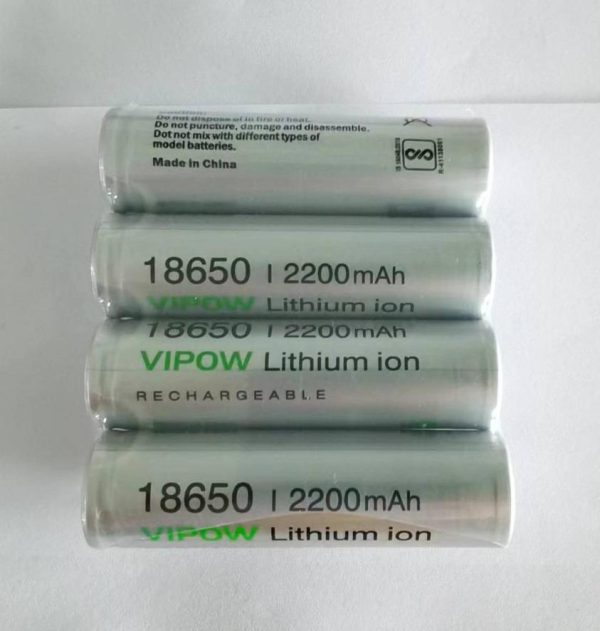 Caution:
Do not dispose of in fire or heat.
Do not puncture, damage and disassemble.
Dot not mix with different types of
model batteries.
Made in China
18650 | 2200mAh
VIPOW Lithium ion
18650 | 2200mAh
VIPOW Lithium ion
RECHARGEABLE
18650 | 2200mAh
VIPOW Lithium ion